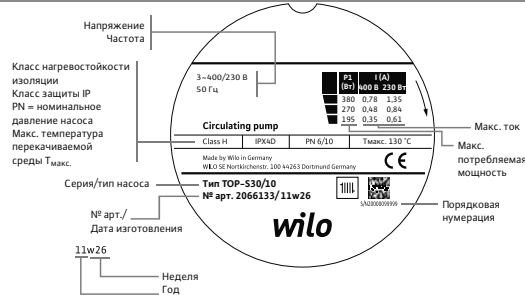 Напряжение
Частота
Класс нагревостойкости
изоляции
Класс защиты IP
PN = номинальное
давление насоса
Макс. температура
перекачиваемой
среды Tмакс.
Серия/тип насоса
№ арт./
Дата изготовления
11w26
Неделя
Год
3~400/230 В
50 Гц
P1 I (A)
(Вт) 400 В 230 Вт
380 0,78 1,35
270 0,48 0,84
195 0,35 0,61
Circulating pump
Class H IPX4D PN 6/10 Tмакс. 130 °C
Made by Wilo in Germany
WILO SE Nortkirchenstr. 100 44263 Dortmund Germany
CE
Тип TOP-S30/10
№ арт. 2066133/11w26
S/N20000099999
wilo
Макс. ток
Макс.
потребляемая
мощность
Порядковая
нумерация